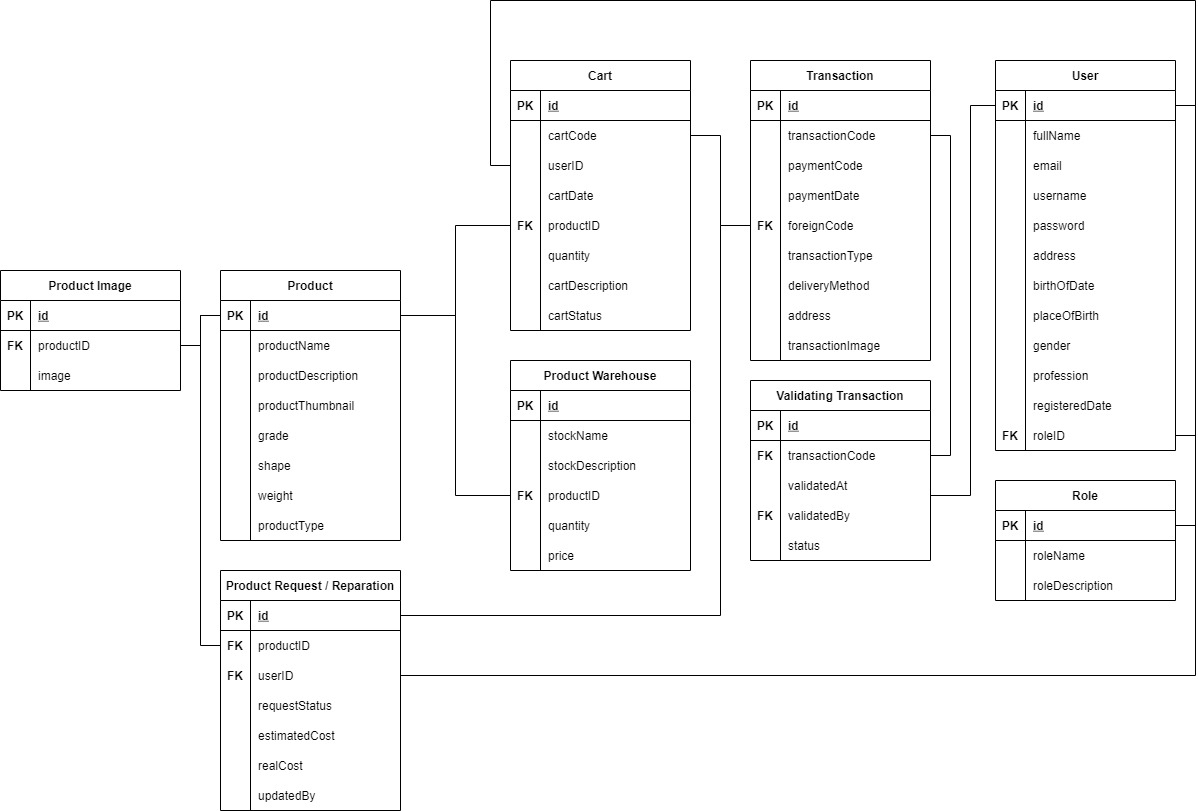 Cart
PK id
cartCode
userID
cartDate
FK productID
quantity
cartDescription
cartStatus
Transaction
PK id
transactionCode
paymentCode
paymentDate
FK foreignCode
transactionType
deliveryMethod
address
transactionImage
User
PK id
fullName
email
username
password
address
birthOfDate
placeOfBirth
gender
profession
registeredDate
FK roleID
Product Image
PK id
FK productID
image
Product
PK id
productName
productDescription
productThumbnail
grade
shape
weight
productType
Product Warehouse
PK id
stockName
stockDescription
FK productID
quantity
price
Validating Transaction
PK id
FK transactionCode
validatedAt
FK validatedBy
status
Role
PK id
roleName
roleDescription
Product Request / Reparation
PK id
FK productID
FK userID
requestStatus
estimatedCost
realCost
updatedBy